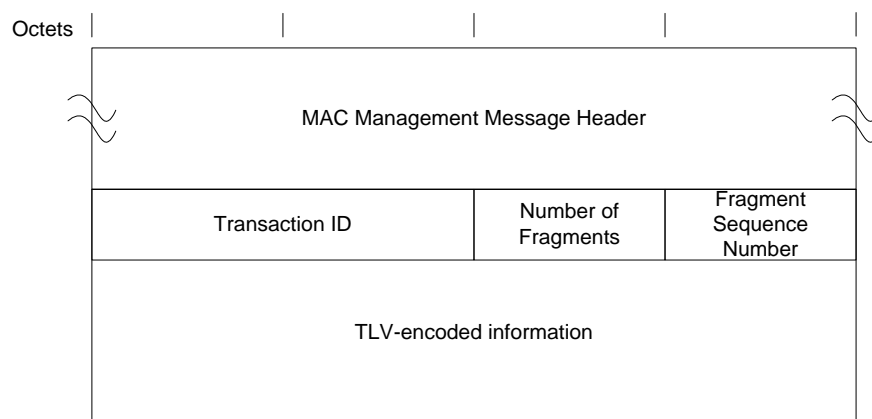 Octets
MAC Management Message Header
Transaction ID
Number of
Fragments
Fragment
Sequence
Number
TLV-encoded information